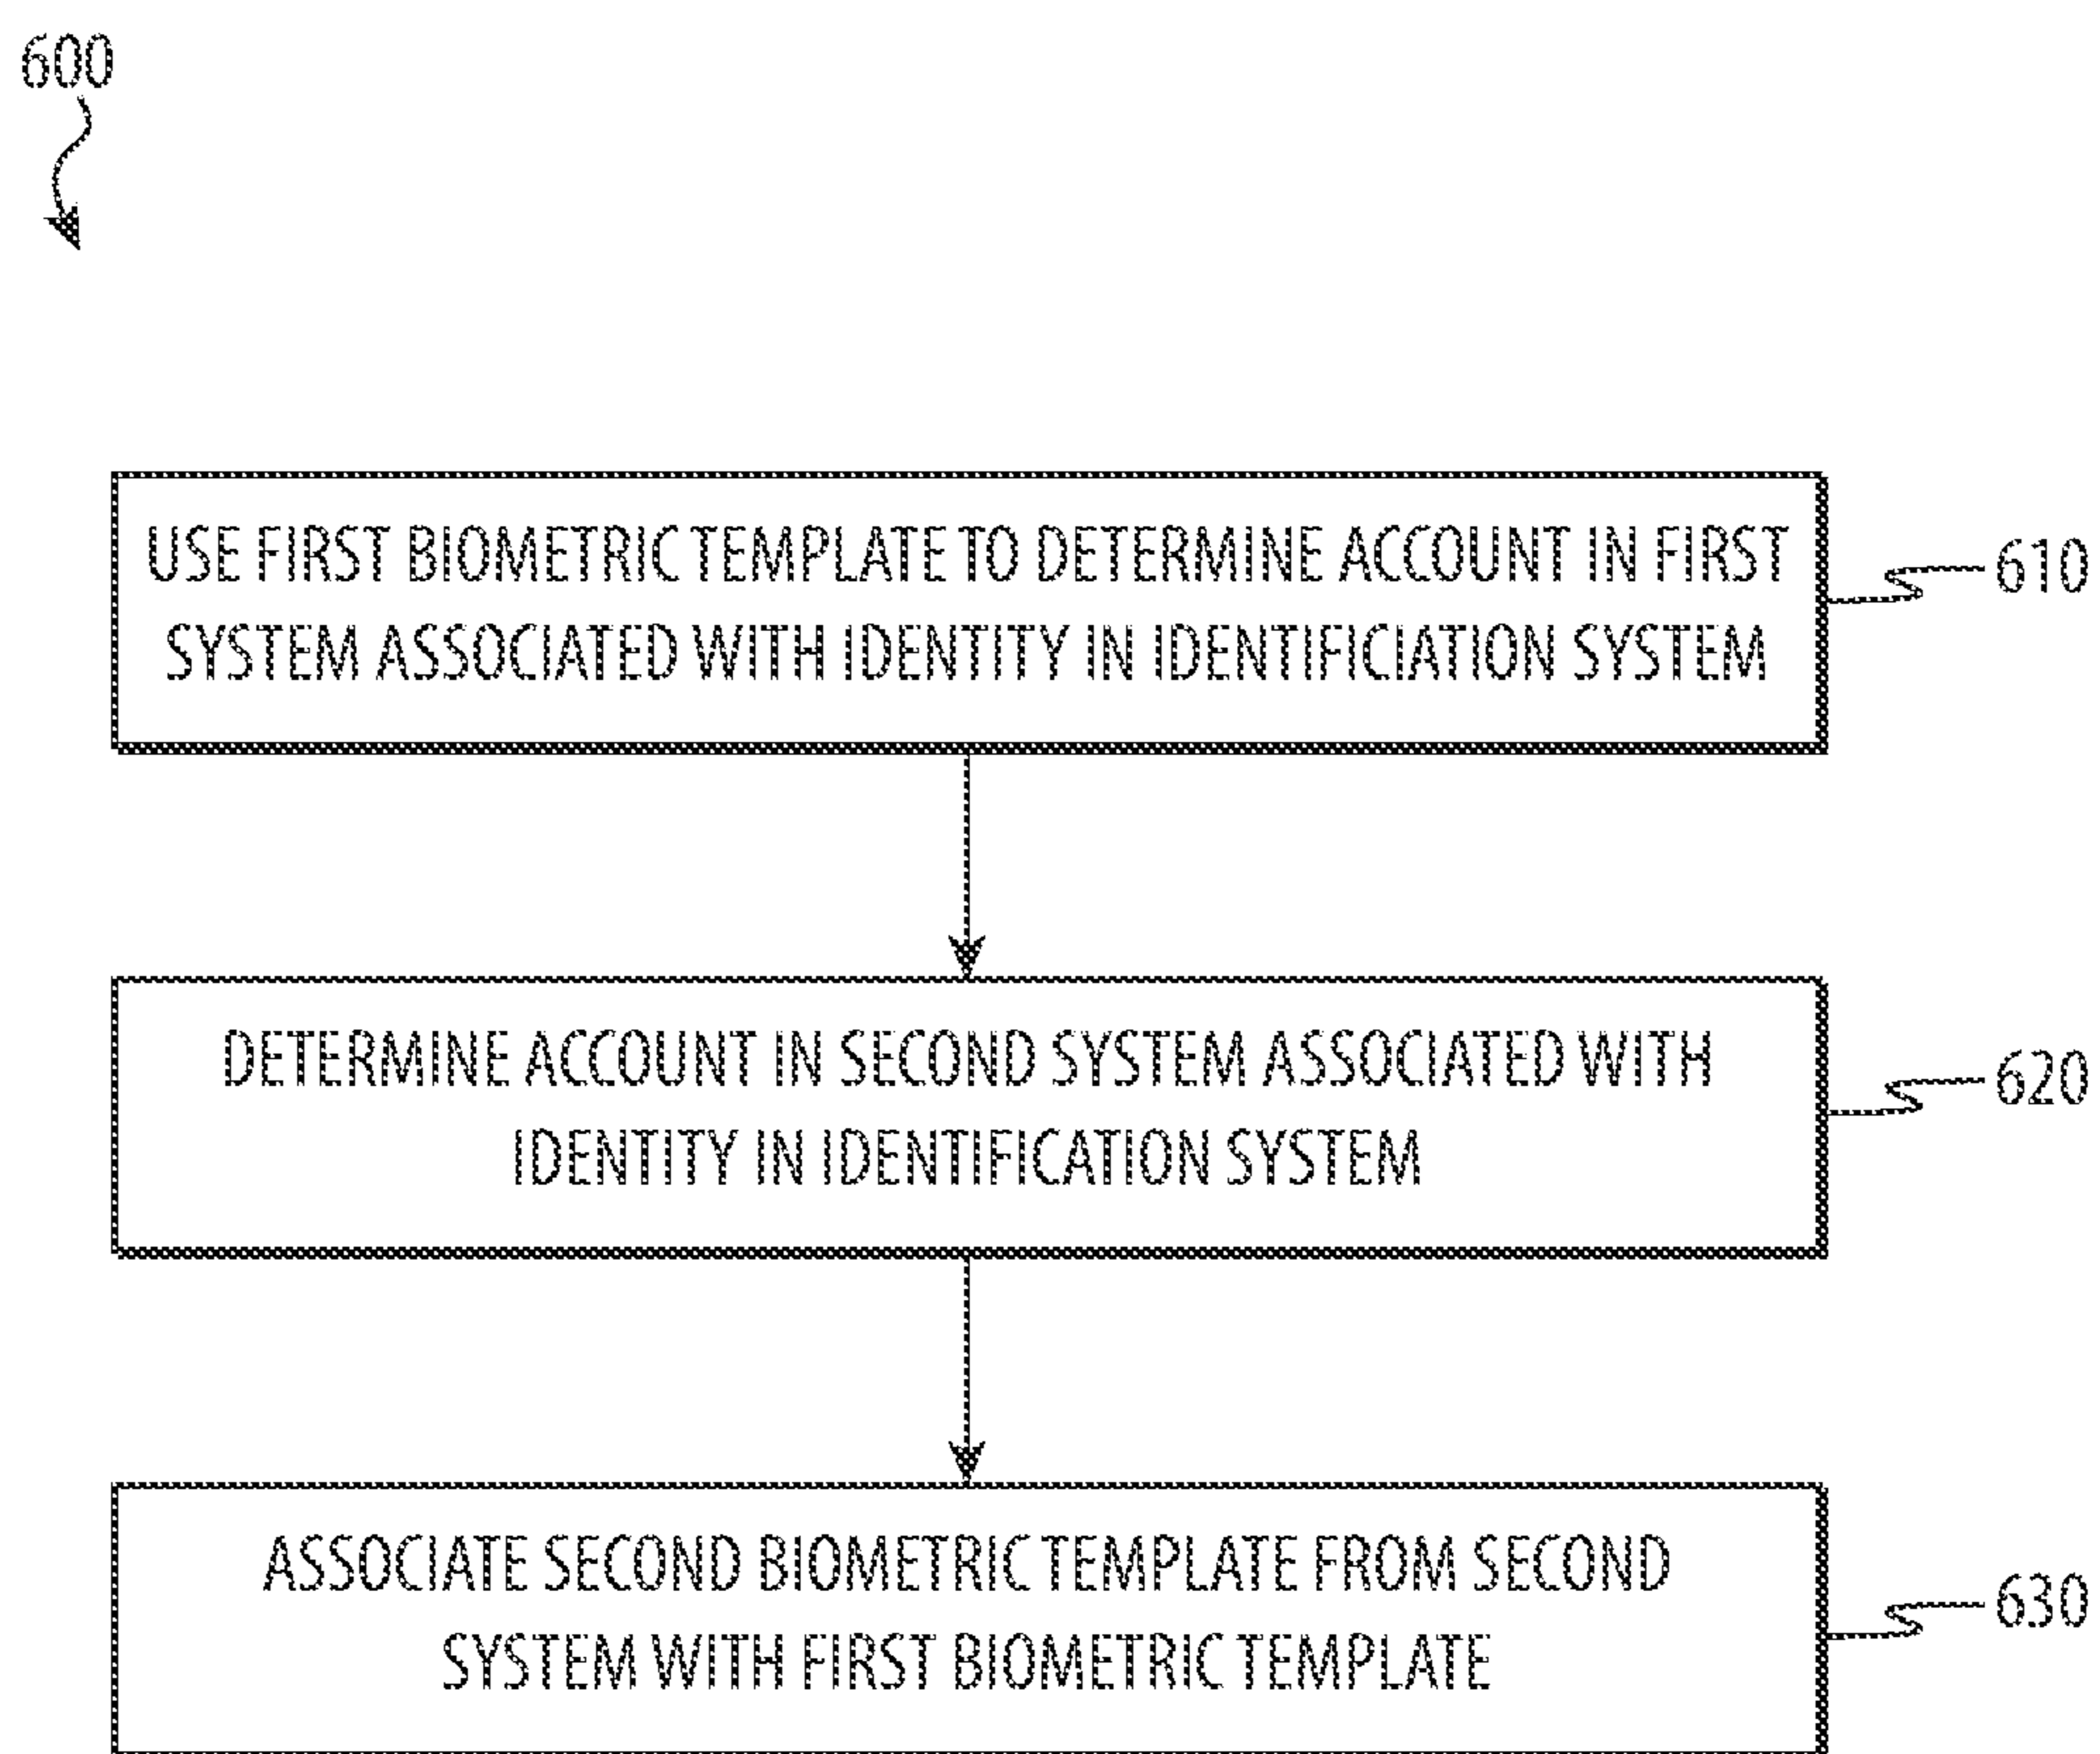 600
USE FIRST BIOMETRIC TEMPLATE TO DETERMINE ACCOUNT IN FIRST
SYSTEM ASSOCIATED WITH IDENTITY IN IDENTIFICIATION SYSTEM
610
DETERMINE ACCOUNT IN SECOND SYSTEM ASSOCIATED WITH
IDENTITY IN IDENTIFICATION SYSTEM
620
ASSOCIATE SECOND BIOMETRIC TEMPLATE FROM SECOND
SYSTEM WITH FIRST BIOMETRIC TEMPLATE
630